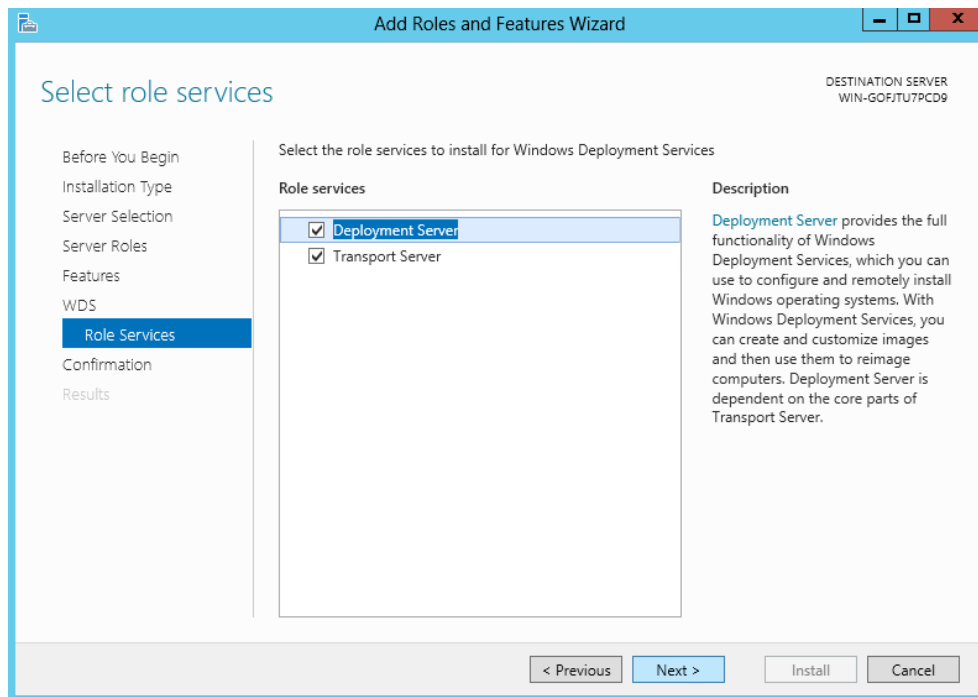 Add Roles and Features Wizard
Select role services
DESTINATION SERVER
WIN-GOFJTU7PCD9
Before You Begin
Installation Type
Server Selection
Server Roles
Features
WDS
Role Services
Confirmation
Results
Select the role services to install for Windows Deployment Services
Role services
Deployment Server
Transport Server
Description
Deployment Server provides the full
functionality of Windows
Deployment Services, which you can
use to configure and remotely install
Windows operating systems. With
Windows Deployment Services, you
can create and customize images
and then use them to reimage
computers. Deployment Server is
dependent on the core parts of
Transport Server.
< Previous
Next >
Install
Cancel